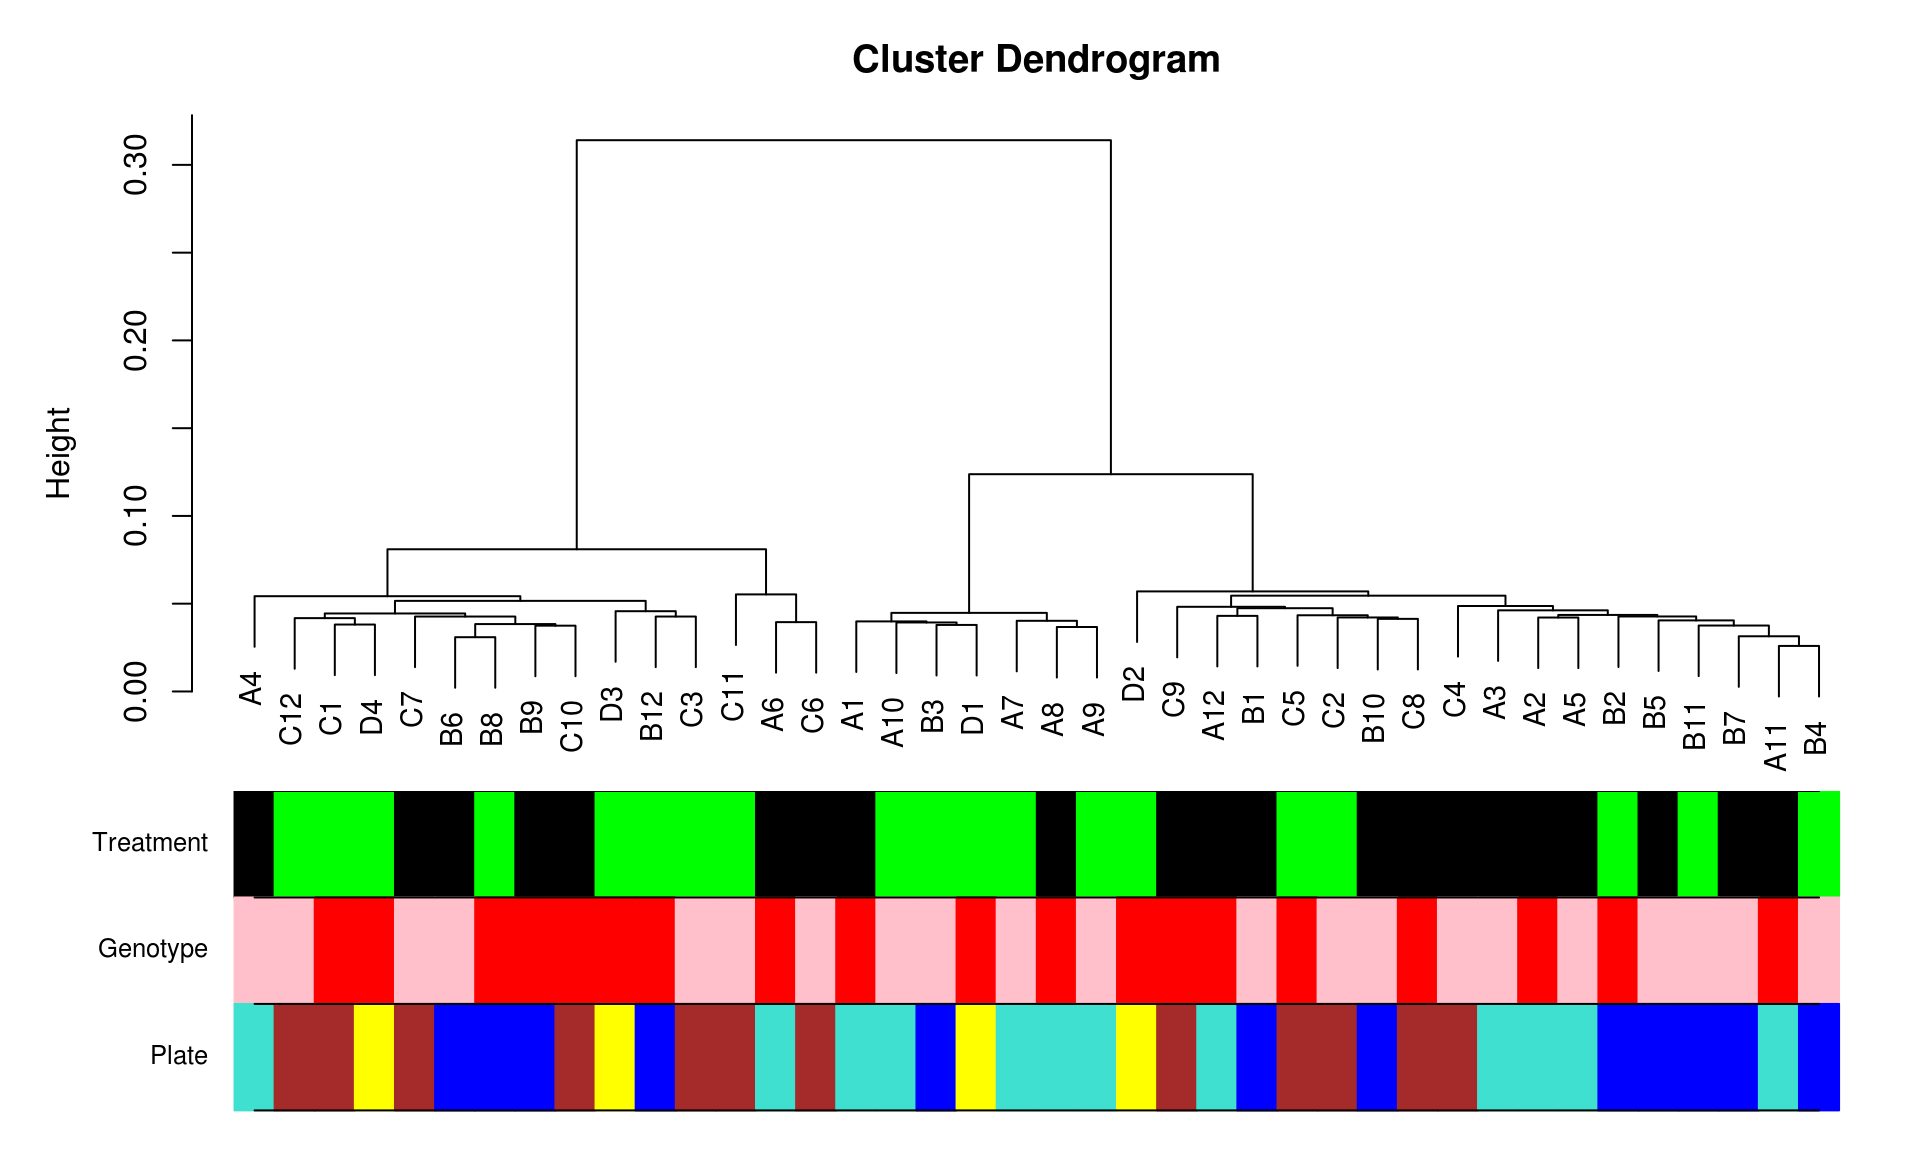 Cluster Dendrogram
Height
0.30
0.20
0.10
0.00
A4 C12 C1 D4 C7 B6 B8 B9 C10 D3 B12 C3 C11 A6 C6 A1 A10 B3 D1 A7 A8 A9 D2 C9 A12 B1 C5 C2 B10 C8 C4 A3 A2 A5 B2 B5 B11 B7 A11 B4
Treatment
Genotype
Plate